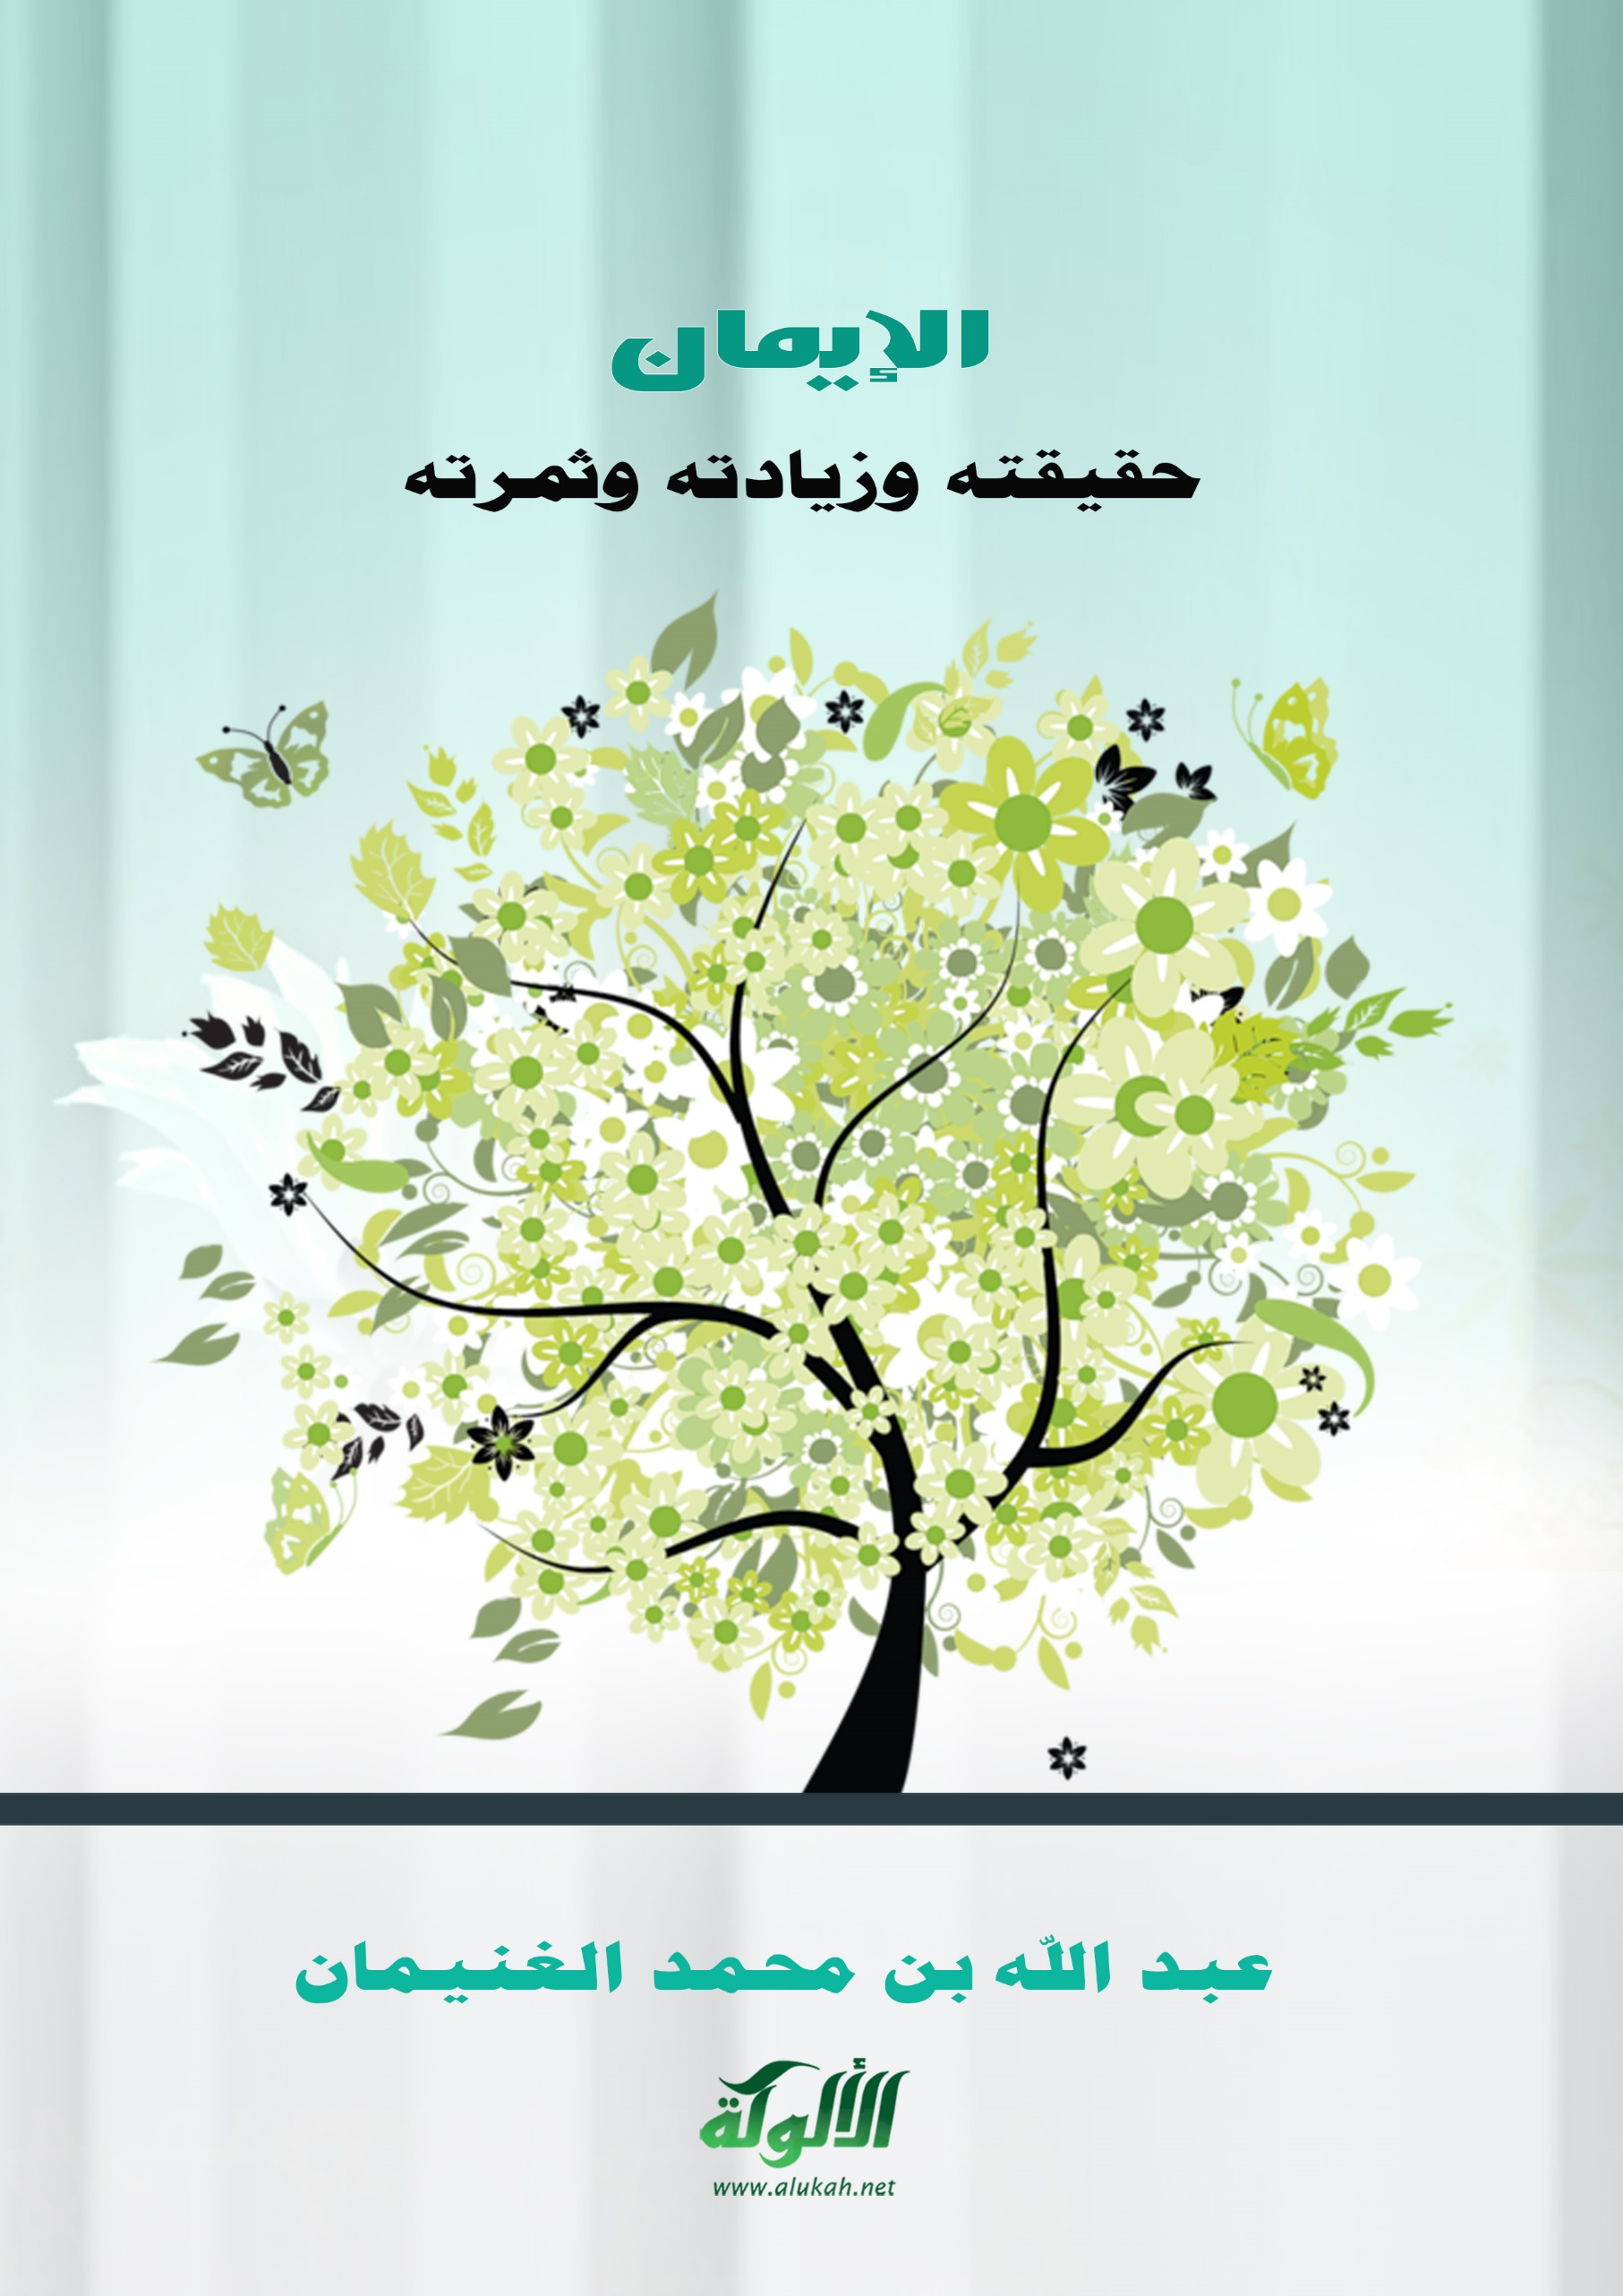 الإيمان
حقيقته وزيادته وثمرته
عبد الله بن محمد الغنيمان
الألوكة
www.alukah.net